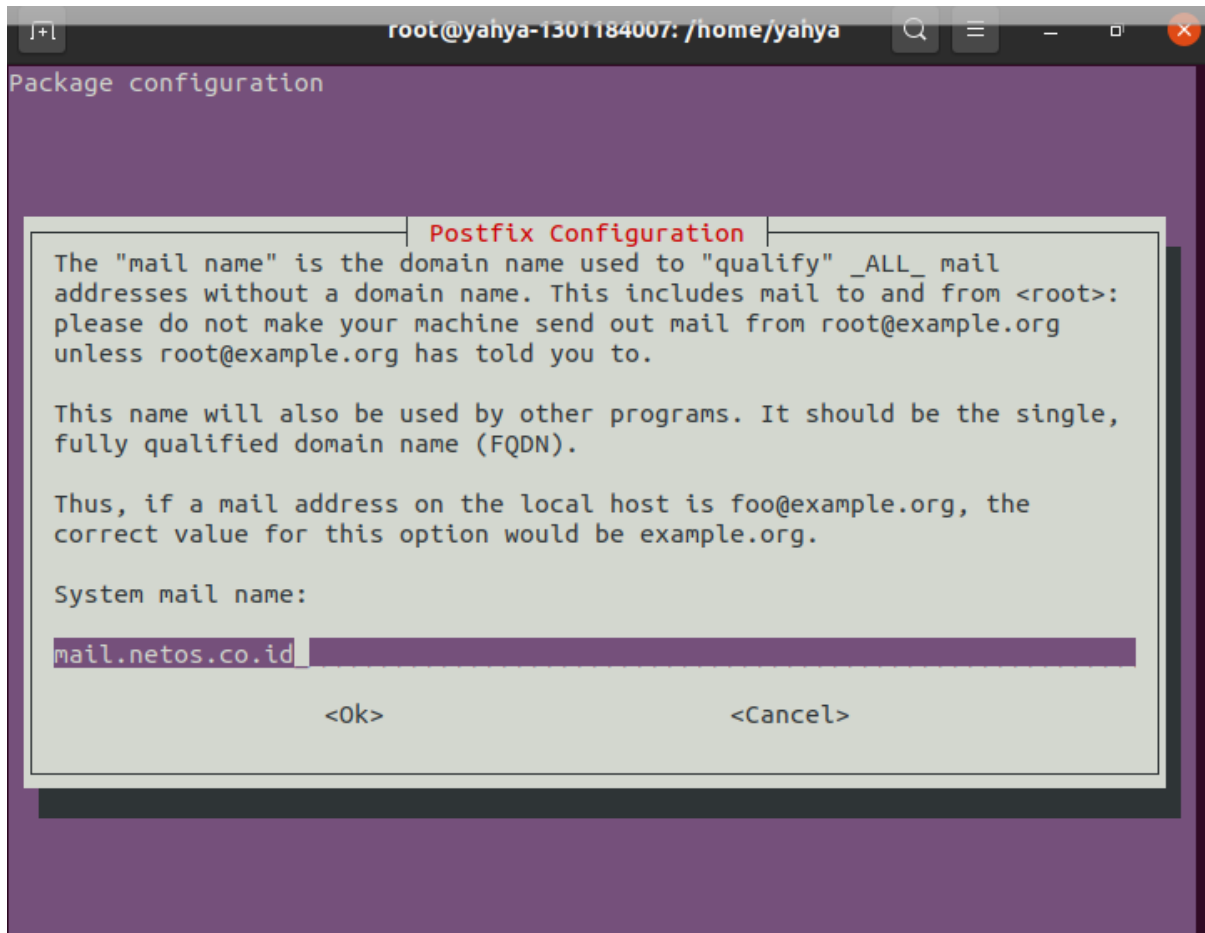 root@yahya-1301184007: /home/yahya
Package configuration
Postfix Configuration
The "mail name" is the domain name used to "qualify" _ALL_ mail
addresses without a domain name. This includes mail to and from <root>:
please do not make your machine send out mail from root@example.org
unless root@example.org has told you to.
This name will also be used by other programs. It should be the single,
fully qualified domain name (FQDN).
Thus, if a mail address on the local host is foo@example.org, the
correct value for this option would be example.org.
System mail name:
mail.netos.co.id
<Ok> <Cancel>